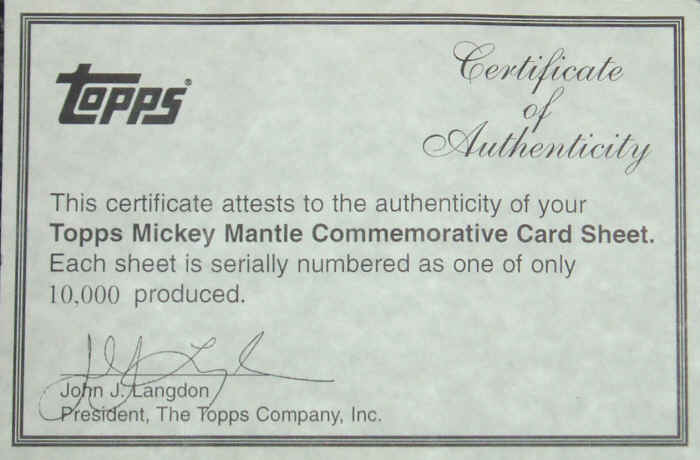 Topps®
Certificate
of
Authenticity
This certificate attests to the authenticity of your
Topps Mickey Mantle Commemorative Card Sheet.
Each sheet is serially numbered as one of only
10,000 produced.
John J. Langdon
President, The Topps Company, Inc.